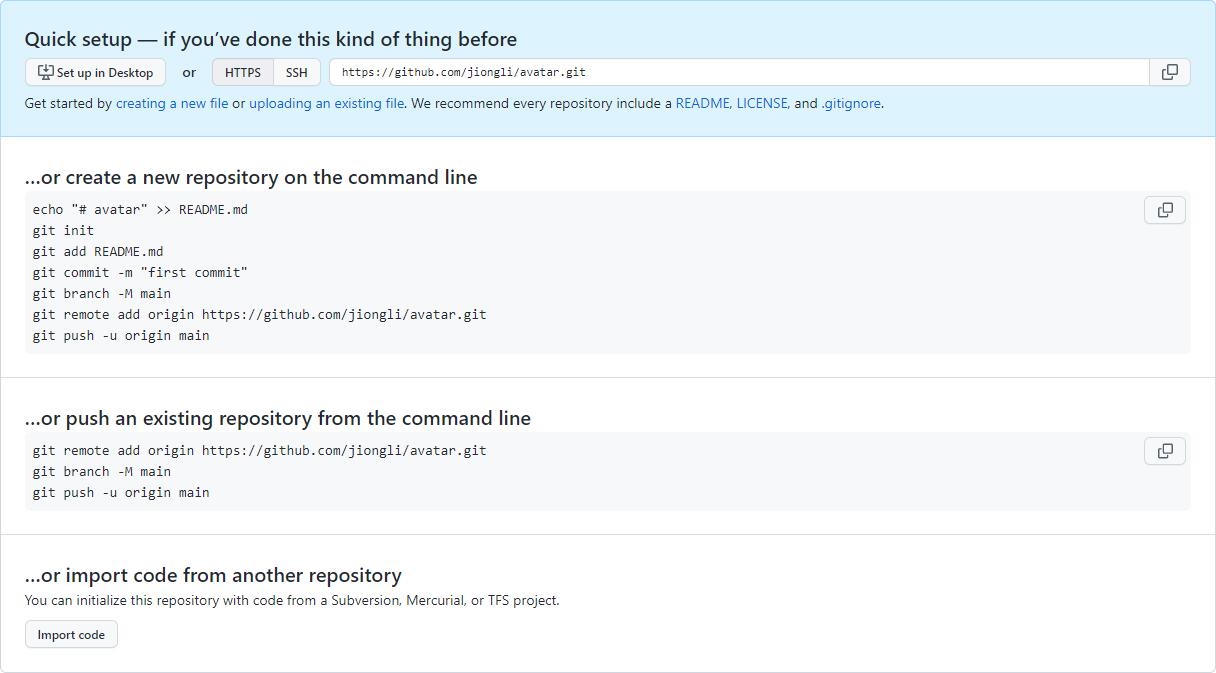 Quick setup — if you’ve done this kind of thing before
Set up in Desktop or HTTPS SSH https://github.com/jiongli/avatar.git
Get started by creating a new file or uploading an existing file. We recommend every repository include a README, LICENSE, and .gitignore.
…or create a new repository on the command line
echo "# avatar" >> README.md
git init
git add README.md
git commit -m "first commit"
git branch -M main
git remote add origin https://github.com/jiongli/avatar.git
git push -u origin main
…or push an existing repository from the command line
git remote add origin https://github.com/jiongli/avatar.git
git branch -M main
git push -u origin main
…or import code from another repository
You can initialize this repository with code from a Subversion, Mercurial, or TFS project.
Import code